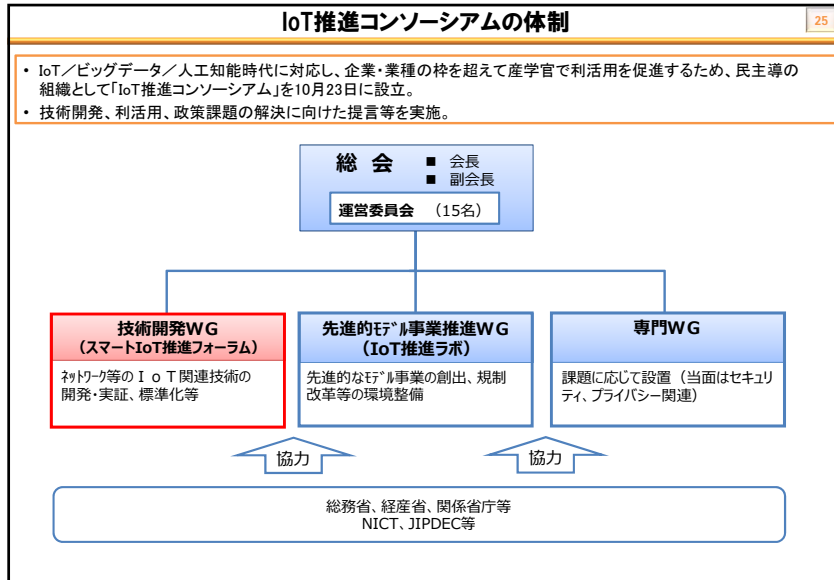 IoT推進コンソーシアムの体制
25
• IoT／ビッグデータ／人工知能時代に対応し、企業・業種の枠を超えて産学官で利活用を促進するため、民主導の
組織として「IoT推進コンソーシアム」を10月23日に設立。
• 技術開発、利活用、政策課題の解決に向けた提言等を実施。
総 会
■ 会長
■ 副会長
運営委員会 （15名）
技術開発WG
（スマートIoT推進フォーラム）
ﾈｯﾄﾜｰｸ等のＩｏＴ関連技術の
開発・実証、標準化等
先進的ﾓﾃﾞﾙ事業推進WG
（IoT推進ラボ）
先進的なﾓﾃﾞﾙ事業の創出、規制
改革等の環境整備
専門WG
課題に応じて設置（当面はセキュリ
ティ、プライバシー関連）
協力
協力
総務省、経産省、関係省庁等
NICT、JIPDEC等